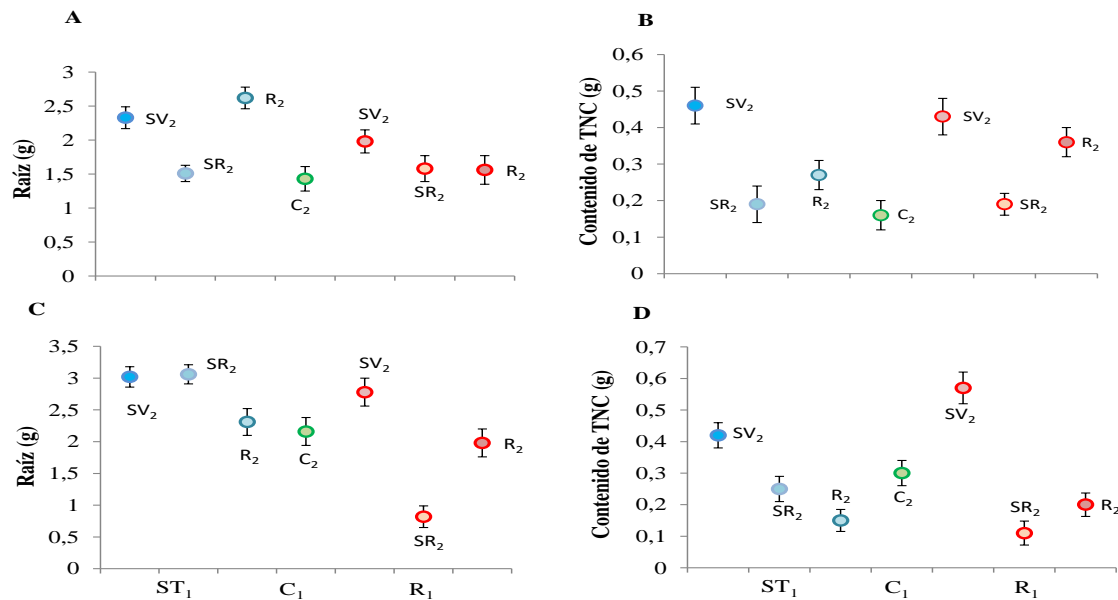 A
Raíz (g)
3
2,5
2
1,5
1
0,5
0
SV₂
SR₂
R₂
C₂
SV₂
SR₂
R₂
B
Contenido de TNC (g)
0,6
0,5
0,4
0,3
0,2
0,1
0
SV₂
SR₂
R₂
C₂
SV₂
SR₂
R₂
C
Raíz (g)
3,5
3
2,5
2
1,5
1
0,5
0
SV₂
SR₂
R₂
C₂
SV₂
SR₂
R₂
ST₁
C₁
R₁
D
Contenido de TNC (g)
0,7
0,6
0,5
0,4
0,3
0,2
0,1
0
SV₂
SR₂
R₂
C₂
SV₂
SR₂
R₂
ST₁
C₁
R₁